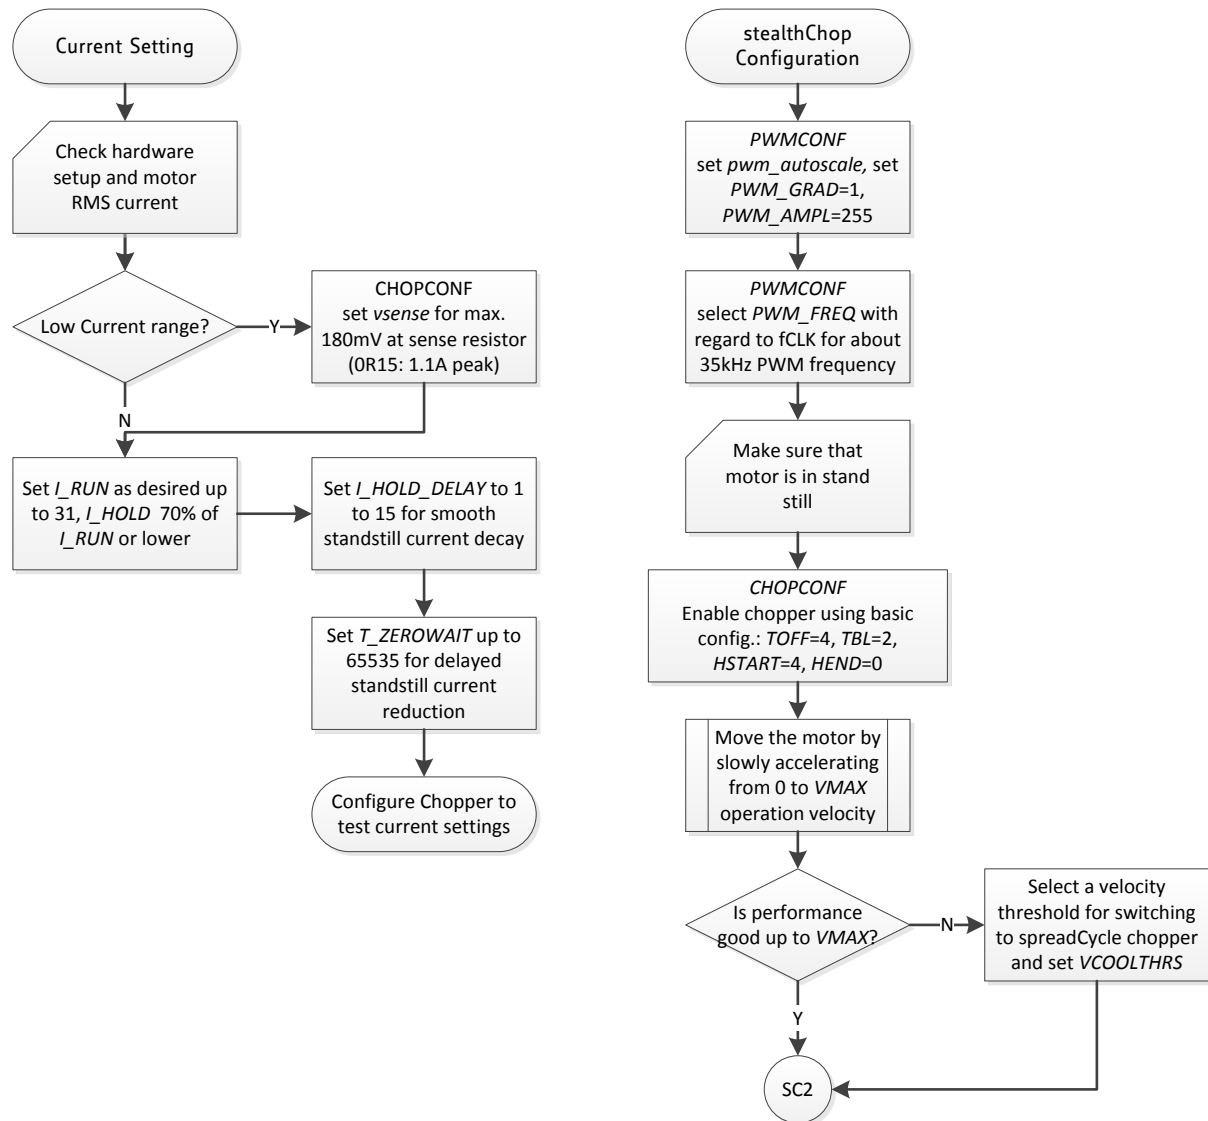 Current Setting
Check hardware
setup and motor
RMS current
Low Current range?
Y
CHOPCONF
set vsense for max.
180mV at sense resistor
(0R15: 1.1A peak)
N
Set I_RUN as desired up
to 31, I_HOLD 70% of
I_RUN or lower
Set I_HOLD_DELAY to 1
to 15 for smooth
standstill current decay
Set T_ZEROWAIT up to
65535 for delayed
standstill current
reduction
Configure Chopper to
test current settings
stealthChop
Configuration
PWMCONF
set pwm_autoscale, set
PWM_GRAD=1,
PWM_AMPL=255
PWMCONF
select PWM_FREQ with
regard to fCLK for about
35kHz PWM frequency
Make sure that
motor is in stand
still
CHOPCONF
Enable chopper using basic
config.: TOFF=4, TBL=2,
HSTART=4, HEND=0
Move the motor by
slowly accelerating
from 0 to VMAX
operation velocity
Is performance
good up to VMAX?
N
Select a velocity
threshold for switching
to spreadCycle chopper
and set VCOOLTHRS
Y
SC2